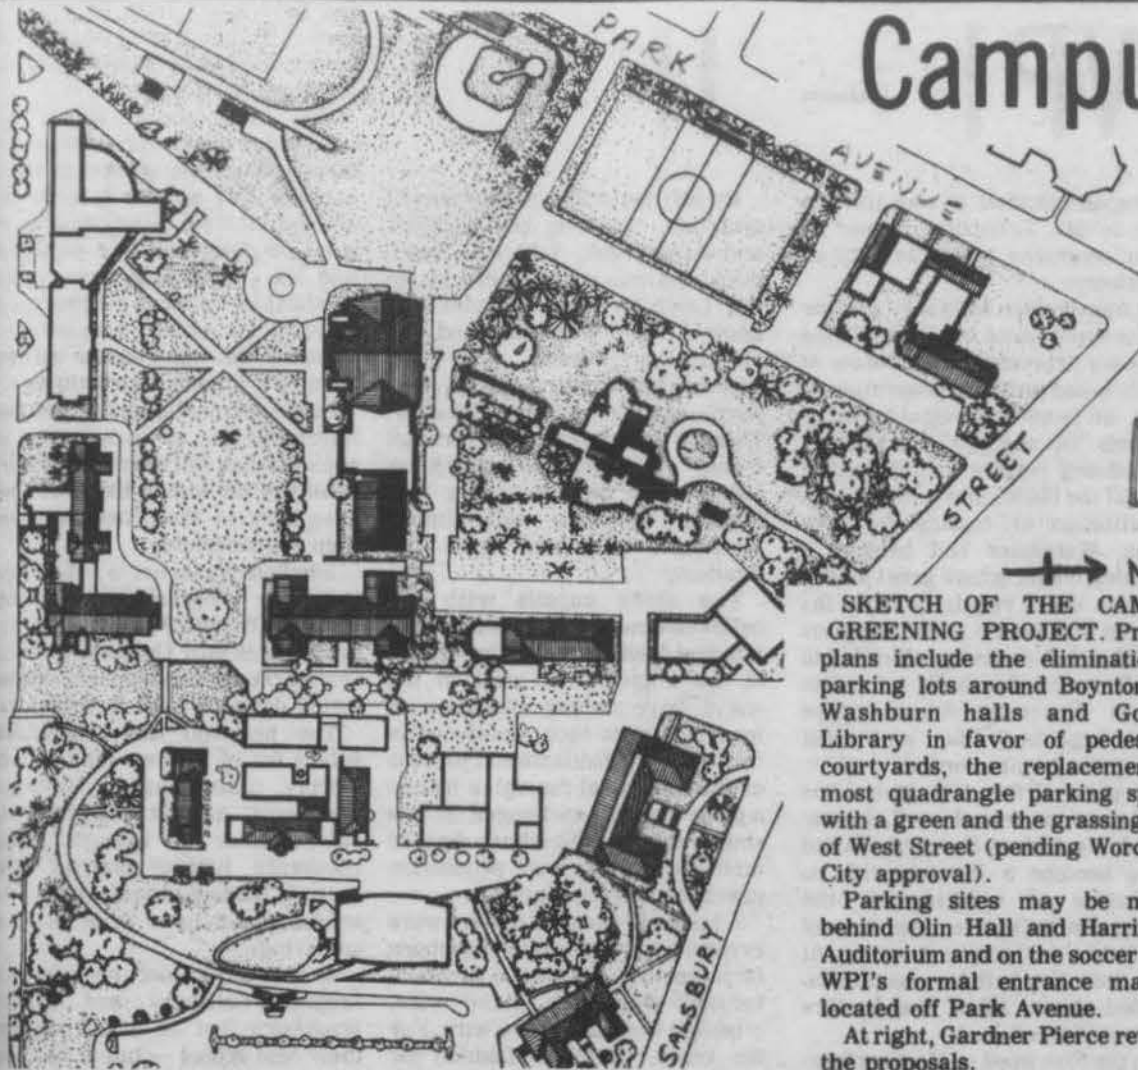 Campu
PARK
AVENUE
STREET
SKETCH OF THE CAM
GREENING PROJECT. Pr
plans include the eliminati
parking lots around Boynton
Washburn halls and Go
Library in favor of pedes
courtyards, the replaceme
most quadrangle parking s
with a green and the grassing
of West Street (pending Worc
City approval).
Parking sites may be
behind Olin Hall and Harri
Auditorium and on the soccer
WPI's formal entrance ma
located off Park Avenue.
At right, Gardner Pierce re
the proposals.
SAILSBURY